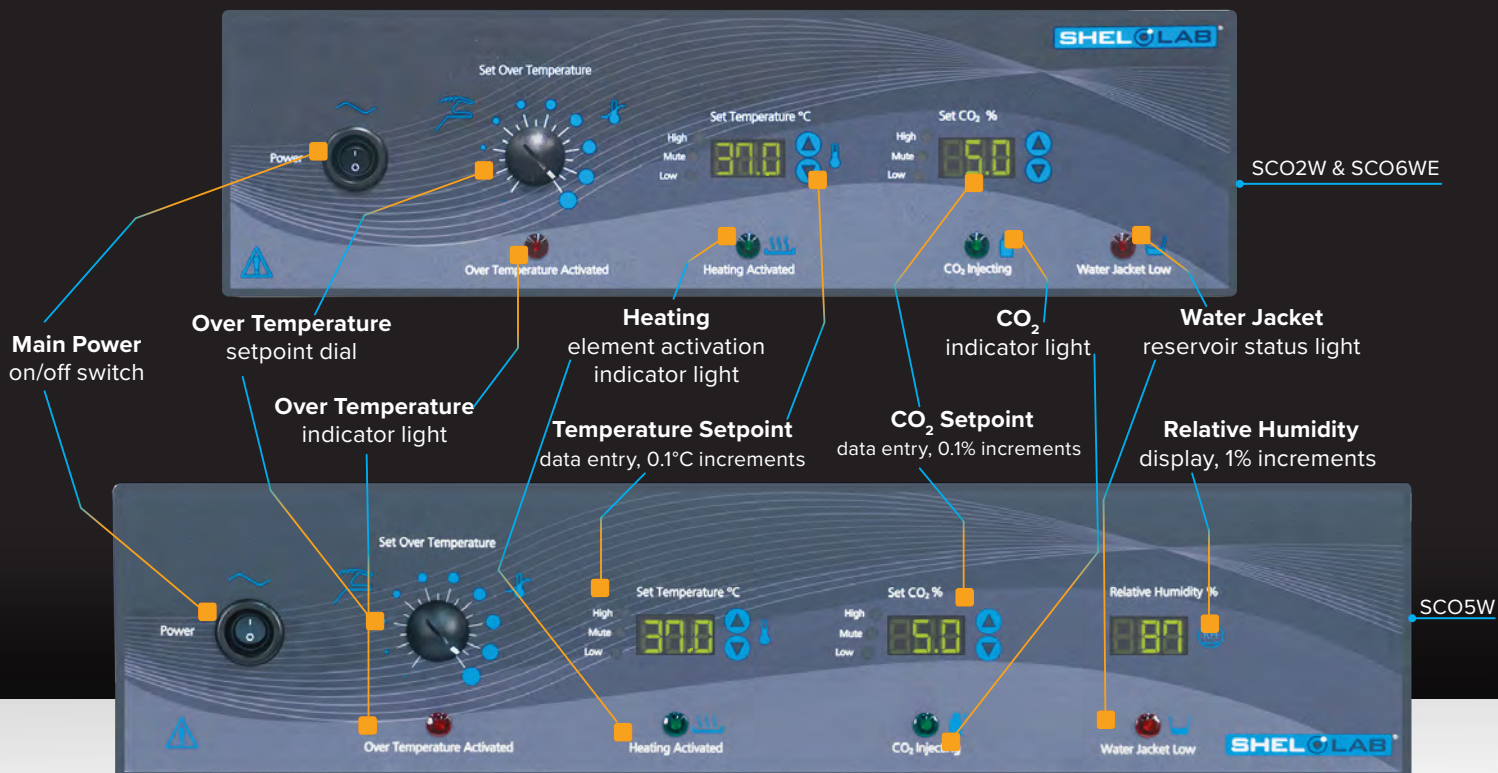 SHEL LAB®
Set Over Temperature
Set Temperature °C
Set CO₂ %
High
Mute
Low
37.0
High
Mute
Low
5.0
Power
SCO2W & SCO6WE
Over Temperature Activated
Heating Activated
CO₂ Injecting
Water Jacket Low
Main Power
on/off switch
Over Temperature
setpoint dial
Heating
element activation
indicator light
CO₂
indicator light
Water Jacket
reservoir status light
Over Temperature
indicator light
Temperature Setpoint
data entry, 0.1°C increments
CO₂ Setpoint
data entry, 0.1% increments
Relative Humidity
display, 1% increments
Set Over Temperature
Set Temperature °C
Set CO₂ %
Relative Humidity %
High
Mute
Low
37.0
High
Mute
Low
5.0
87
Power
SCO5W
Over Temperature Activated
Heating Activated
CO₂ Injecting
Water Jacket Low
SHEL LAB®